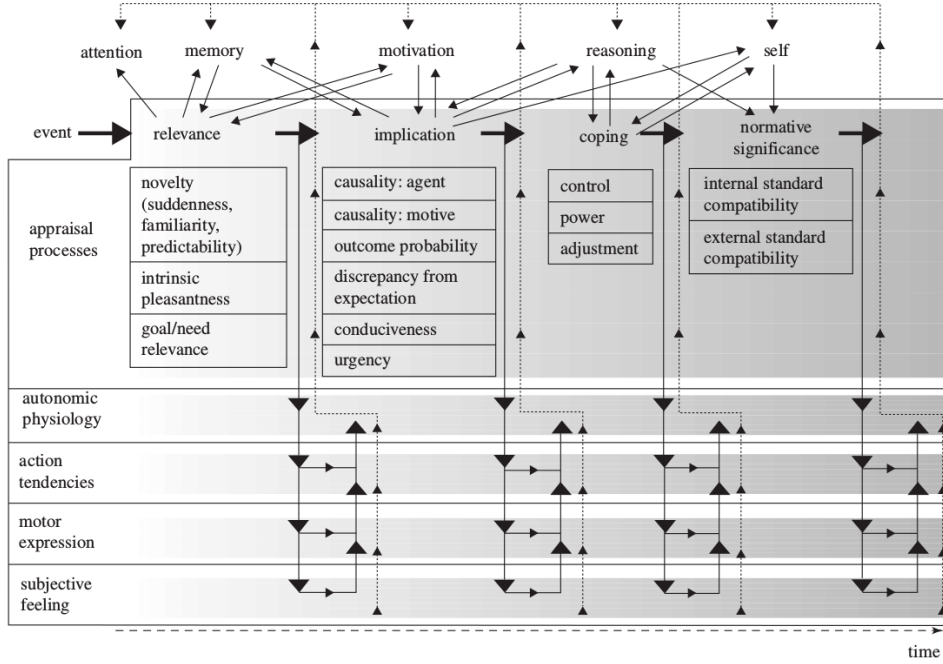 attention
memory
motivation
reasoning
self
event
relevance
implication
coping
normative
significance
appraisal
processes
novelty
(suddenness,
familiarity,
predictability)
intrinsic
pleasantness
goal/need
relevance
causality: agent
causality: motive
outcome probability
discrepancy from
expectation
conduciveness
urgency
control
power
adjustment
internal standard
compatibility
external standard
compatibility
autonomic
physiology
action
tendencies
motor
expression
subjective
feeling
time